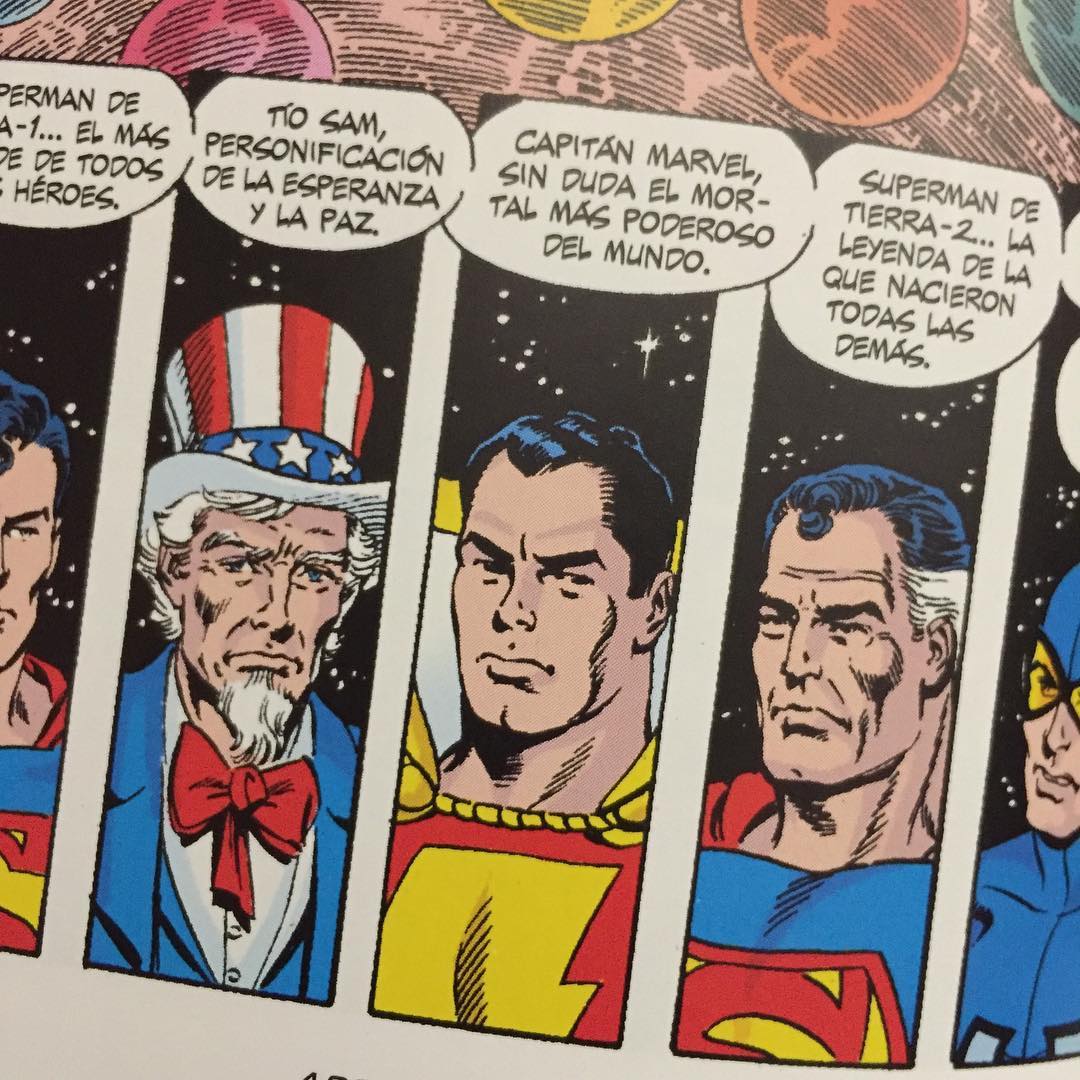 PERMAN DE
A-1... EL MÁS
DE DE TODOS
HÉROES.
TÍO SAM,
PERSONIFICACIÓN
DE LA ESPERANZA
Y LA PAZ.
CAPITÁN MARVEL,
SIN DUDA EL MOR-
TAL MÁS PODEROSO
DEL MUNDO.
SUPERMAN DE
TIERRA-2... LA
LEYENDA DE LA
QUE NACIERON
TODAS LAS
DEMÁS.